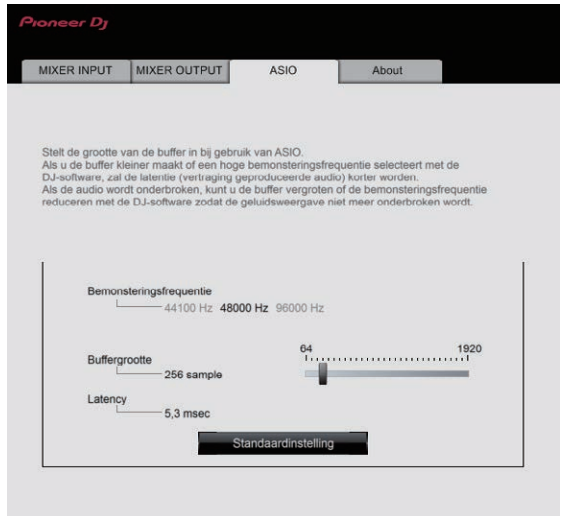 Pioneer Dj
MIXER INPUT MIXER OUTPUT ASIO About
Stelt de grootte van de buffer in bij gebruik van ASIO.
Als u de buffer kleiner maakt of een hoge bemonsteringsfrequentie selecteert met de
DJ-software, zal de latentie (vertraging geproduceerde audio) korter worden.
Als de audio wordt onderbroken, kunt u de buffer vergroten of de bemonsteringsfrequentie
reduceren met de DJ-software zodat de geluidsweergave niet meer onderbroken wordt.
Bemonsteringsfrequentie
44100 Hz 48000 Hz 96000 Hz
64 1920
Buffergrootte
256 sample
Latency
5,3 msec
Standaardinstelling